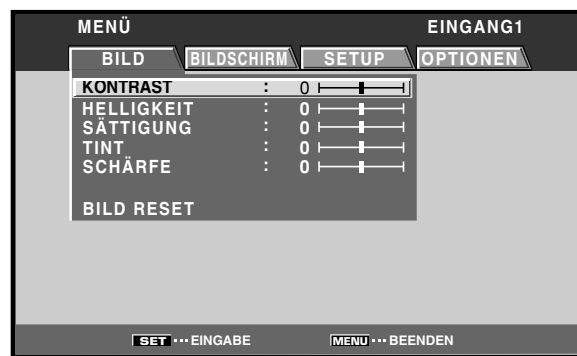 MENÜ EINGANG1
BILD BILDSCHIRM SETUP OPTIONEN
KONTRAST : 0
HELLIGKEIT : 0
SÄTTIGUNG : 0
TINT : 0
SCHÄRFE : 0
BILD RESET
SET ··· EINGABE MENU ··· BEENDEN